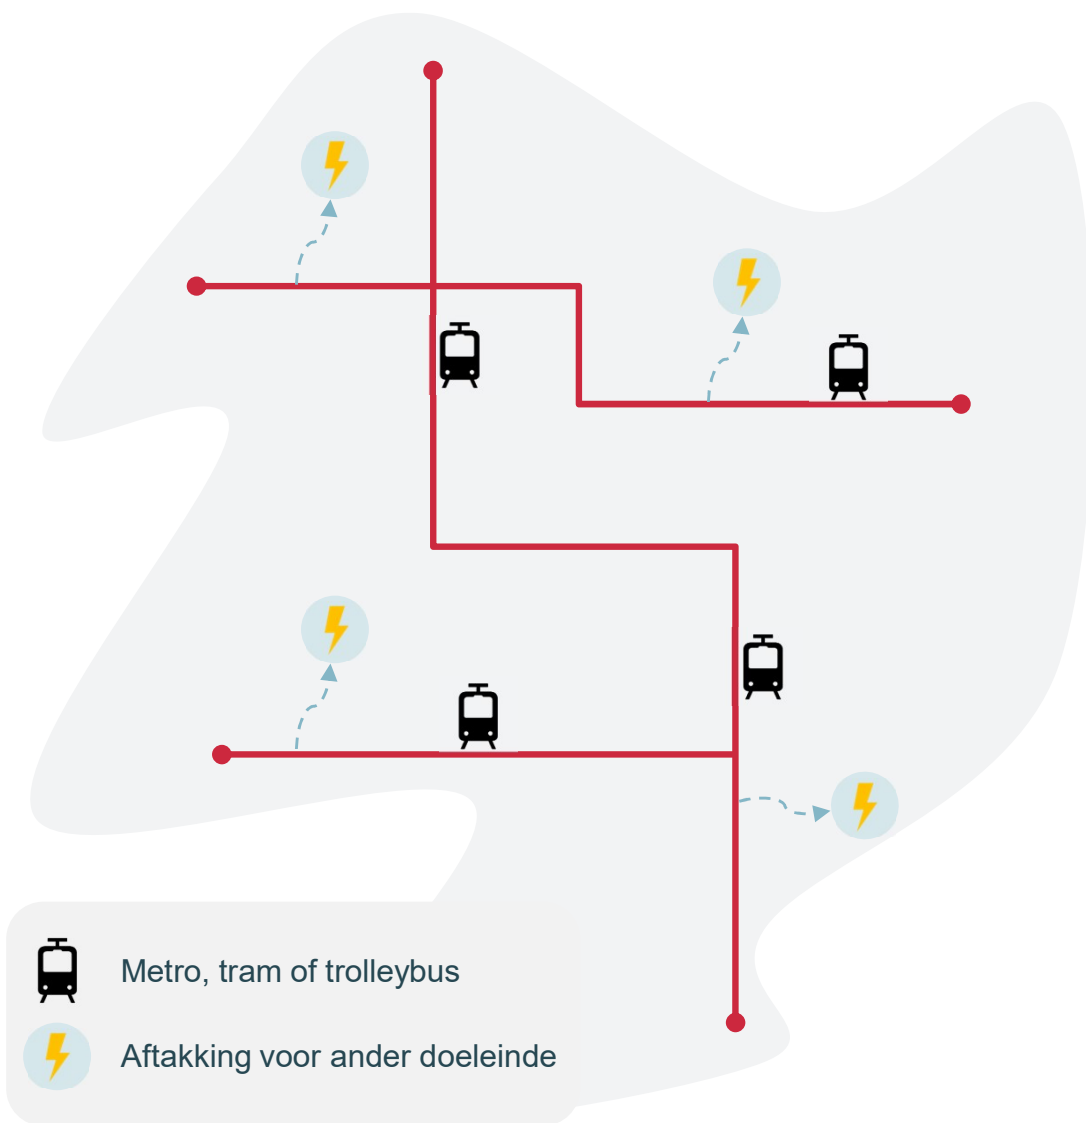 Metro, tram of trolleybus
Aftakking voor ander doeleinde